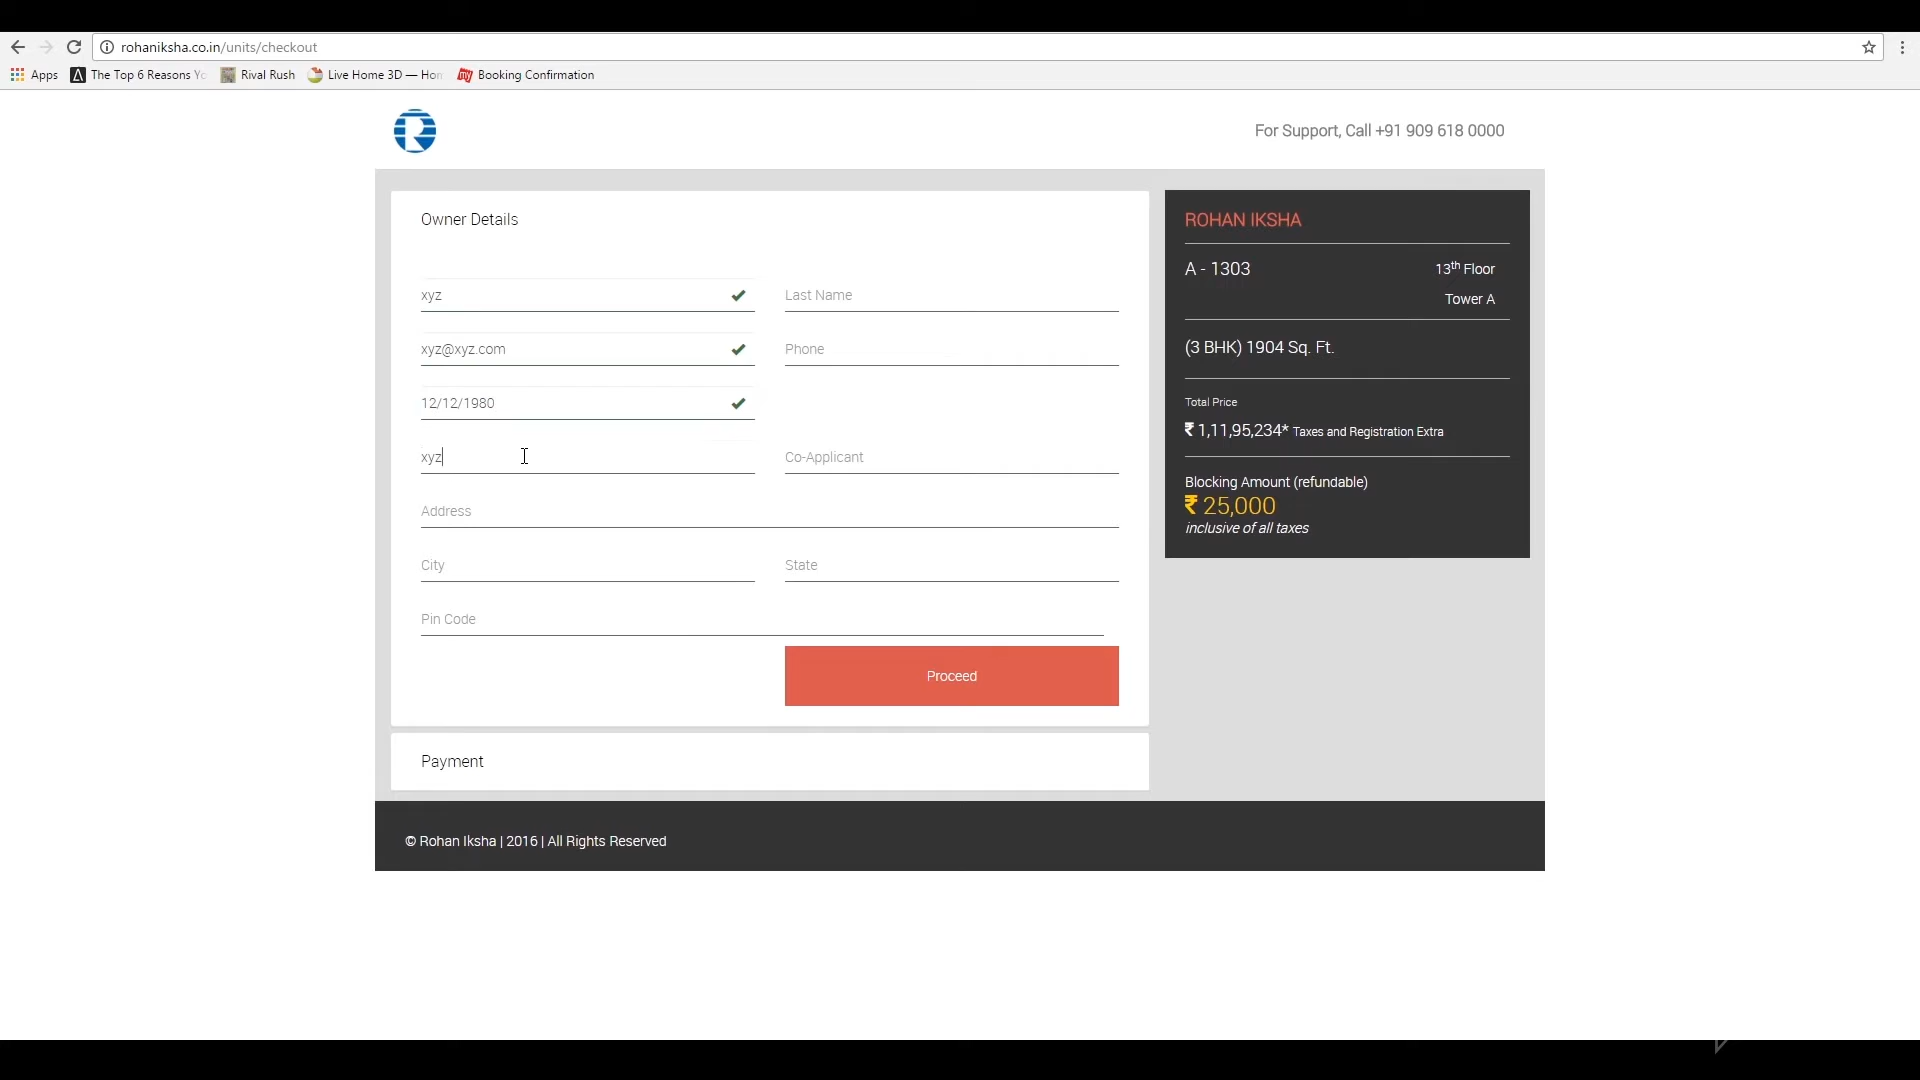 rohaniksha.co.in/units/checkout
Apps
The Top 6 Reasons Yo
Rival Rush
Live Home 3D — Hom
Booking Confirmation
R
For Support, Call +91 909 618 0000
Owner Details
xyz
Last Name
xyz@xyz.com
Phone
12/12/1980
xyz
Co-Applicant
Address
City
State
Pin Code
Proceed
Payment
ROHAN IKSHA
A - 1303
13th Floor
Tower A
(3 BHK) 1904 Sq. Ft.
Total Price
₹ 1,11,95,234* Taxes and Registration Extra
Blocking Amount (refundable)
₹ 25,000
inclusive of all taxes
© Rohan Iksha | 2016 | All Rights Reserved